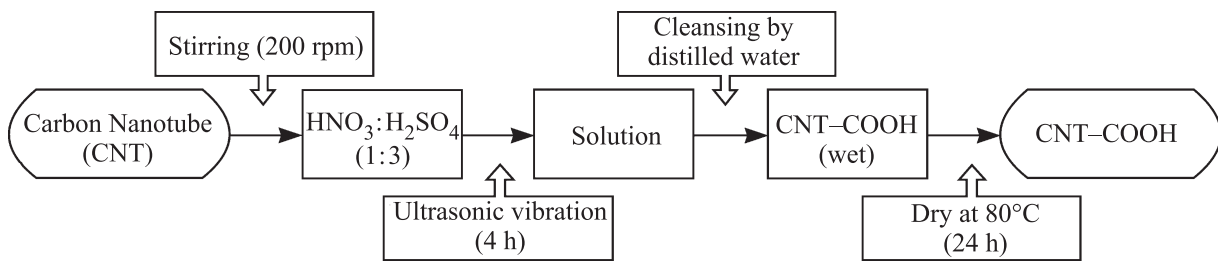 Stirring (200 rpm)
Cleansing by
distilled water
Carbon Nanotube
(CNT)
HNO₃:H₂SO₄
(1:3)
Solution
CNT–COOH
(wet)
CNT–COOH
Ultrasonic vibration
(4 h)
Dry at 80°C
(24 h)